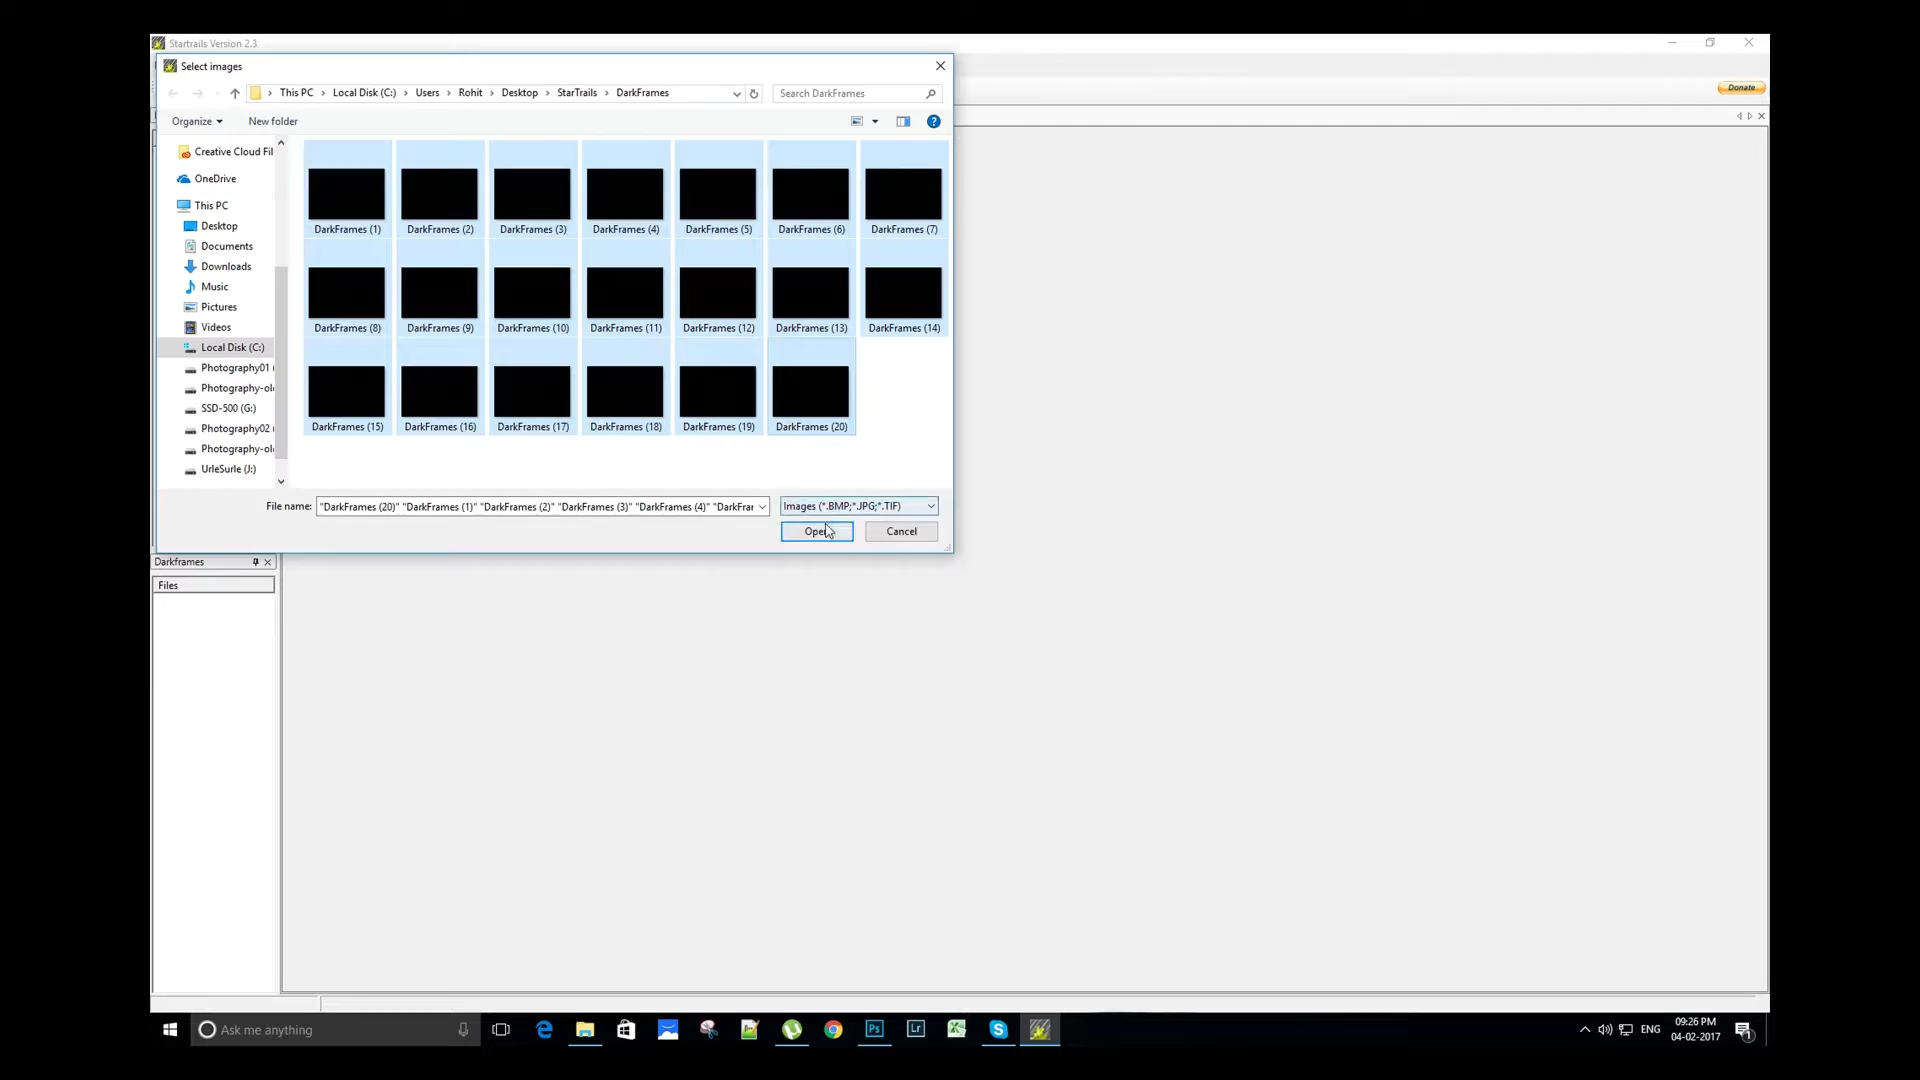 Startrails Version 2.3
Select images
This PC › Local Disk (C:) › Users › Rohit › Desktop › StarTrails › DarkFrames
Search DarkFrames
Donate
Organize
New folder
Creative Cloud Fil
OneDrive
This PC
Desktop
Documents
Downloads
Music
Pictures
Videos
Local Disk (C:)
Photography01 (
Photography-ol
SSD-500 (G:)
Photography02 (
Photography-ol
UrleSurle (J:)
DarkFrames (1)
DarkFrames (2)
DarkFrames (3)
DarkFrames (4)
DarkFrames (5)
DarkFrames (6)
DarkFrames (7)
DarkFrames (8)
DarkFrames (9)
DarkFrames (10)
DarkFrames (11)
DarkFrames (12)
DarkFrames (13)
DarkFrames (14)
DarkFrames (15)
DarkFrames (16)
DarkFrames (17)
DarkFrames (18)
DarkFrames (19)
DarkFrames (20)
File name:
"DarkFrames (20)" "DarkFrames (1)" "DarkFrames (2)" "DarkFrames (3)" "DarkFrames (4)" "DarkFrar
Images (*.BMP;*.JPG;*.TIF)
Open
Cancel
Darkframes
Files
Ask me anything
Ps
Lr
ENG
09:26 PM
04-02-2017
1